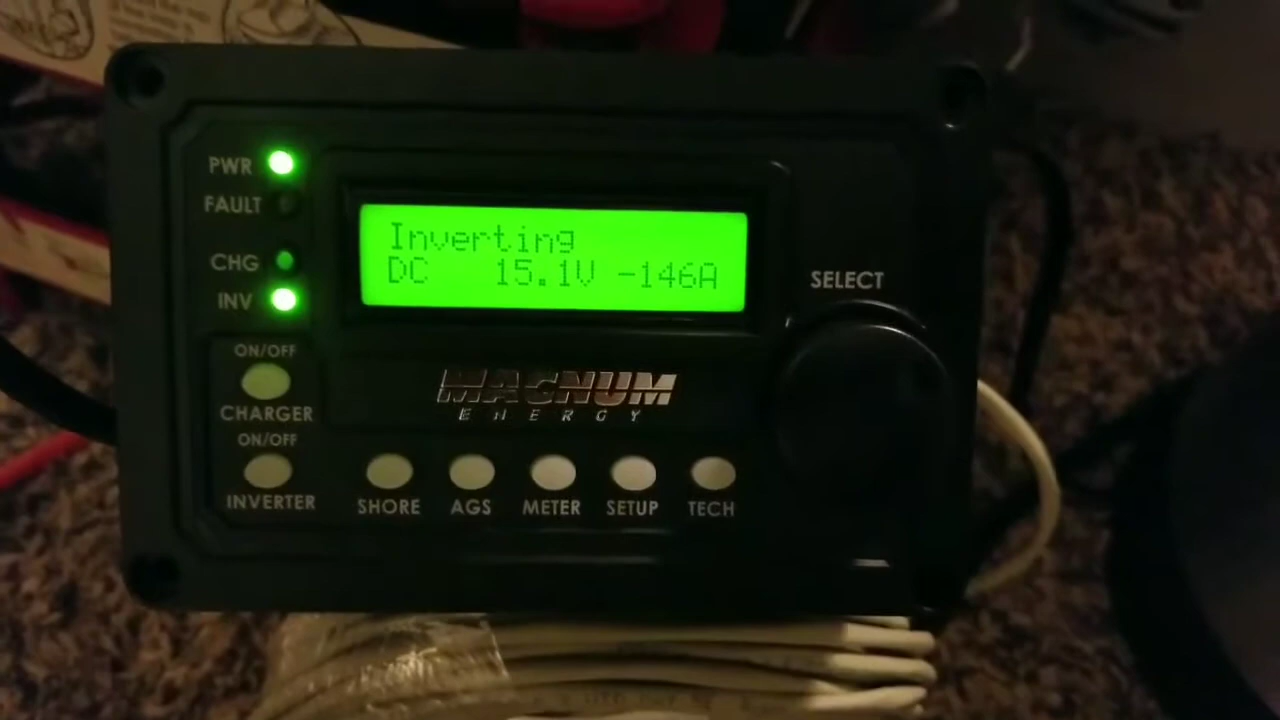 PWR
FAULT
CHG
INV
Inverting
DC 15.1V -146A
SELECT
ON/OFF
CHARGER
ON/OFF
INVERTER
MAGNUM
ENERGY
SHORE
AGS
METER
SETUP
TECH